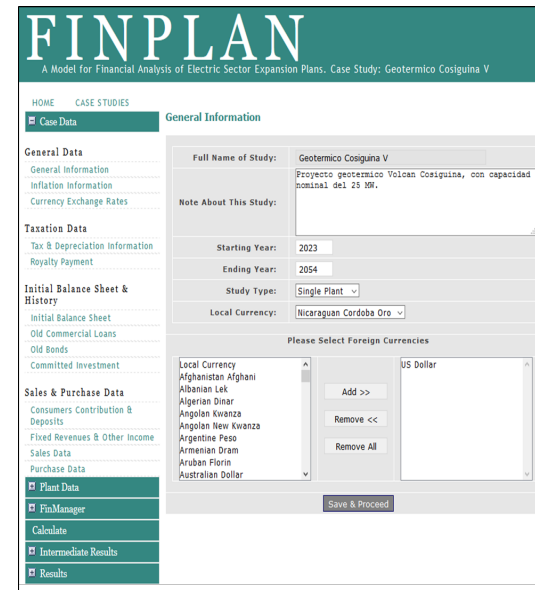 FINPLAN
A Model for Financial Analysis of Electric Sector Expansion Plans. Case Study: Geotermico Cosiguina V
HOME CASE STUDIES
Case Data
General Data
General Information
Inflation Information
Currency Exchange Rates
Taxation Data
Tax & Depreciation Information
Royalty Payment
Initial Balance Sheet &
History
Initial Balance Sheet
Old Commercial Loans
Old Bonds
Committed Investment
Sales & Purchase Data
Consumers Contribution &
Deposits
Fixed Revenues & Other Income
Sales Data
Purchase Data
Plant Data
FinManager
Calculate
Intermediate Results
Results
General Information
Full Name of Study: Geotermico Cosiguina V
Note About This Study:
Proyecto geotermico Volcan Cosiguina, con capacidad
nominal del 25 MW.
Starting Year: 2023
Ending Year: 2054
Study Type: Single Plant
Local Currency: Nicaraguan Cordoba Oro
Please Select Foreign Currencies
Local Currency
Afghanistan Afghani
Albanian Lek
Algerian Dinar
Angolan Kwanza
Angolan New Kwanza
Argentine Peso
Armenian Dram
Aruban Florin
Australian Dollar
Add >>
Remove <<
Remove All
US Dollar
Save & Proceed